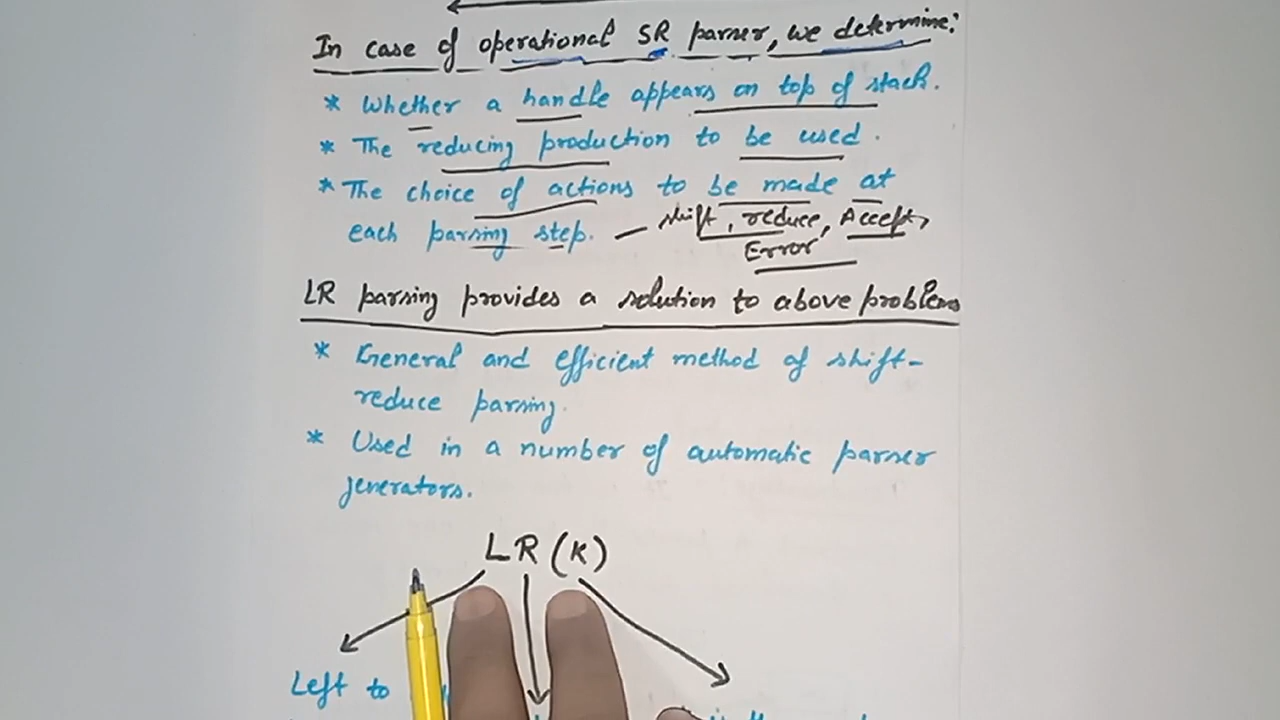 In case of operational SR parser, we determine:
* Whether a handle appears on top of stack.
* The reducing production to be used.
* The choice of actions to be made at
each parsing step. — shift, reduce, Accept,
Error
LR parsing provides a solution to above problems
* General and efficient method of shift-
reduce parsing.
* Used in a number of automatic parser
generators.
LR(K)
Left to